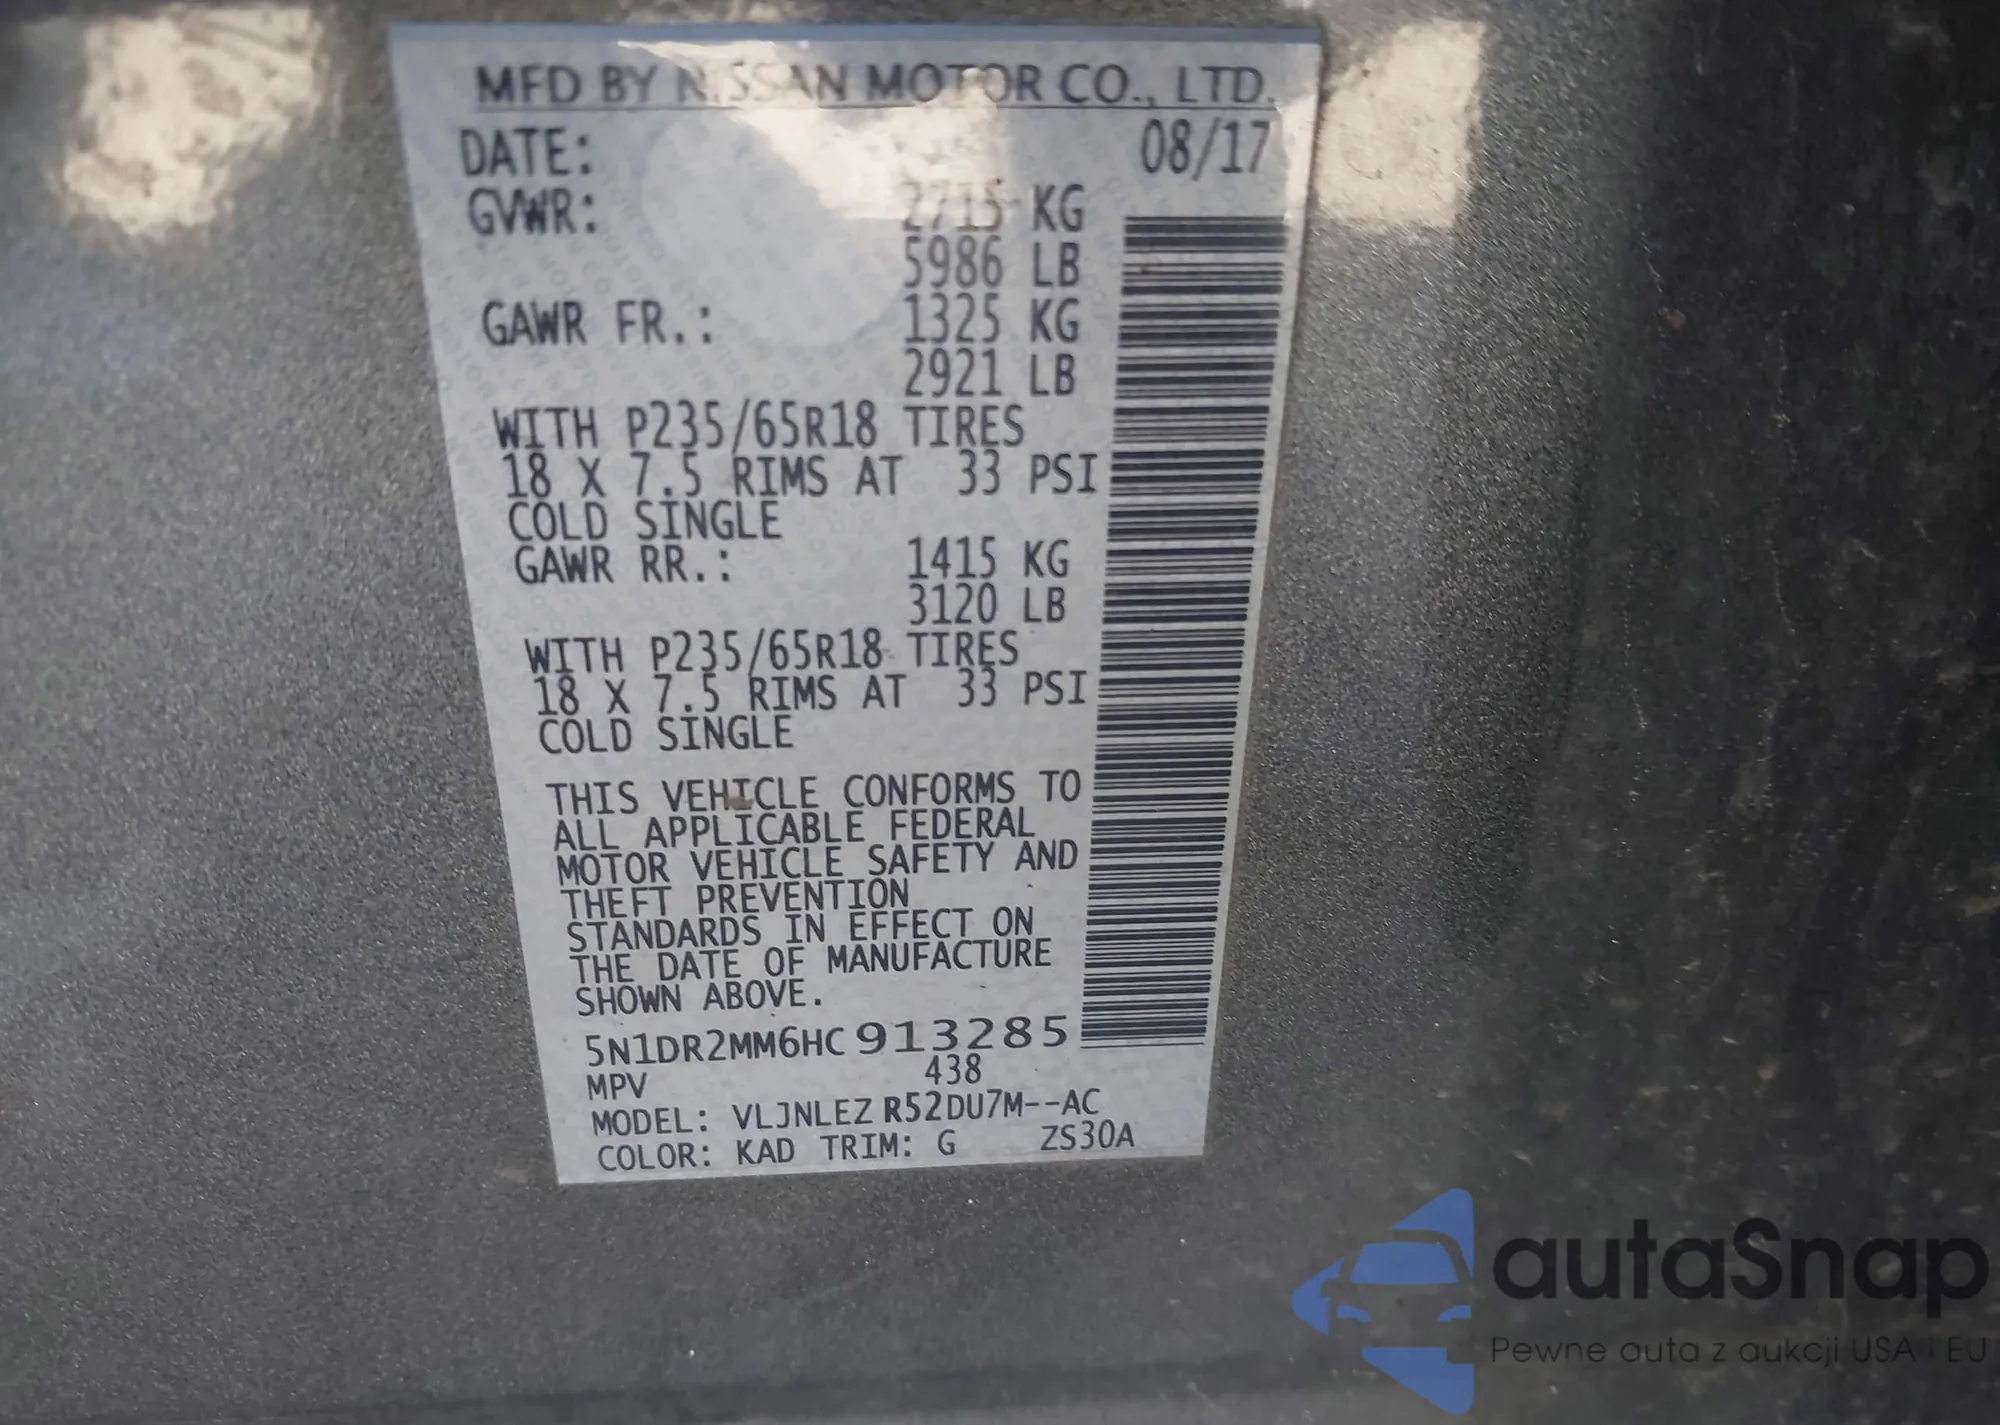 MFD BY NISSAN MOTOR CO., LTD.
DATE: 08/17
GVWR: 2715 KG
5986 LB
GAWR FR.: 1325 KG
2921 LB
WITH P235/65R18 TIRES
18 X 7.5 RIMS AT 33 PSI
COLD SINGLE
GAWR RR.: 1415 KG
3120 LB
WITH P235/65R18 TIRES
18 X 7.5 RIMS AT 33 PSI
COLD SINGLE
THIS VEHICLE CONFORMS TO
ALL APPLICABLE FEDERAL
MOTOR VEHICLE SAFETY AND
THEFT PREVENTION
STANDARDS IN EFFECT ON
THE DATE OF MANUFACTURE
SHOWN ABOVE.
5N1DR2MM6HC913285
MPV 438
MODEL: VLJNLEZ R52DU7M--AC
COLOR: KAD TRIM: G ZS30A
autaSnap
Pewne auta z aukcji USA i EU